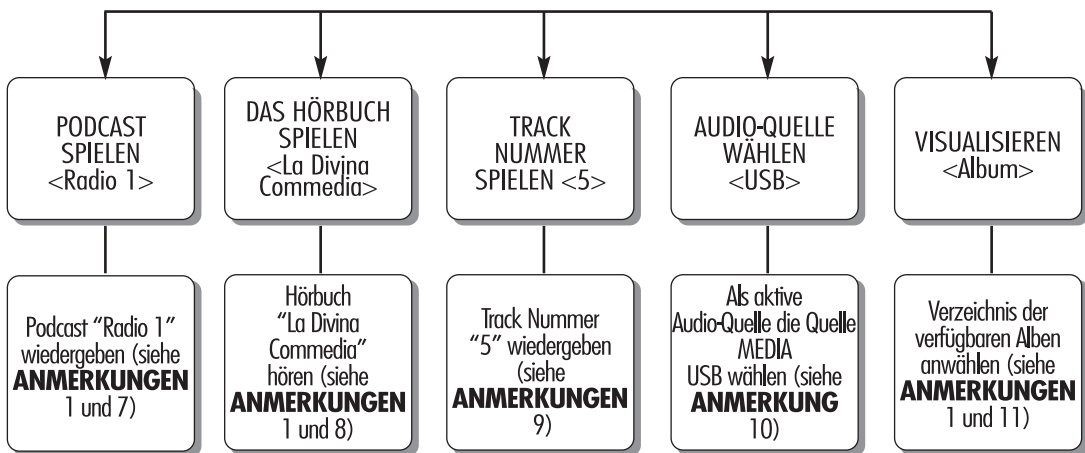 PODCAST
SPIELEN
<Radio 1>
DAS HÖRBUCH
SPIELEN
<La Divina
Commedia>
TRACK
NUMMER
SPIELEN <5>
AUDIO-QUELLE
WÄHLEN
<USB>
VISUALISIEREN
<Album>
Podcast “Radio 1”
wiedergeben (siehe
ANMERKUNGEN
1 und 7)
Hörbuch
“La Divina
Commedia”
hören (siehe
ANMERKUNGEN
1 und 8)
Track Nummer
“5” wiedergeben
(siehe
ANMERKUNGEN
9)
Als aktive
Audio-Quelle die Quelle
MEDIA
USB wählen (siehe
ANMERKUNG
10)
Verzeichnis der
verfügbaren Alben
anwählen (siehe
ANMERKUNGEN
1 und 11)